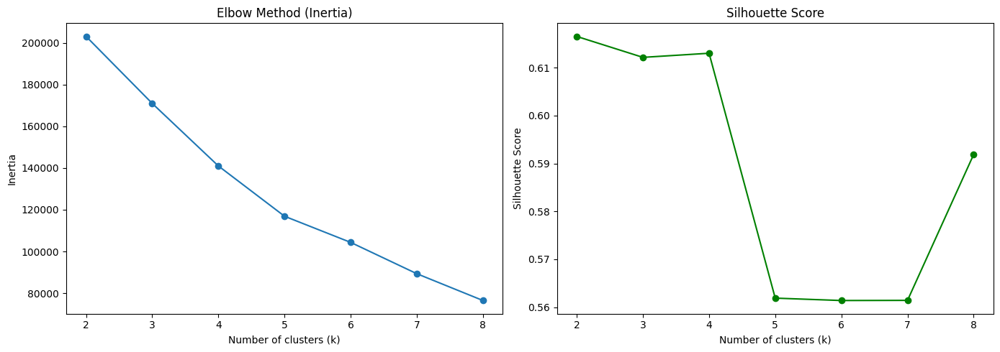 Elbow Method (Inertia)
200000
180000
160000
140000
120000
100000
80000
Inertia
2 3 4 5 6 7 8
Number of clusters (k)
Silhouette Score
0.61
0.60
0.59
0.58
0.57
0.56
Silhouette Score
2 3 4 5 6 7 8
Number of clusters (k)